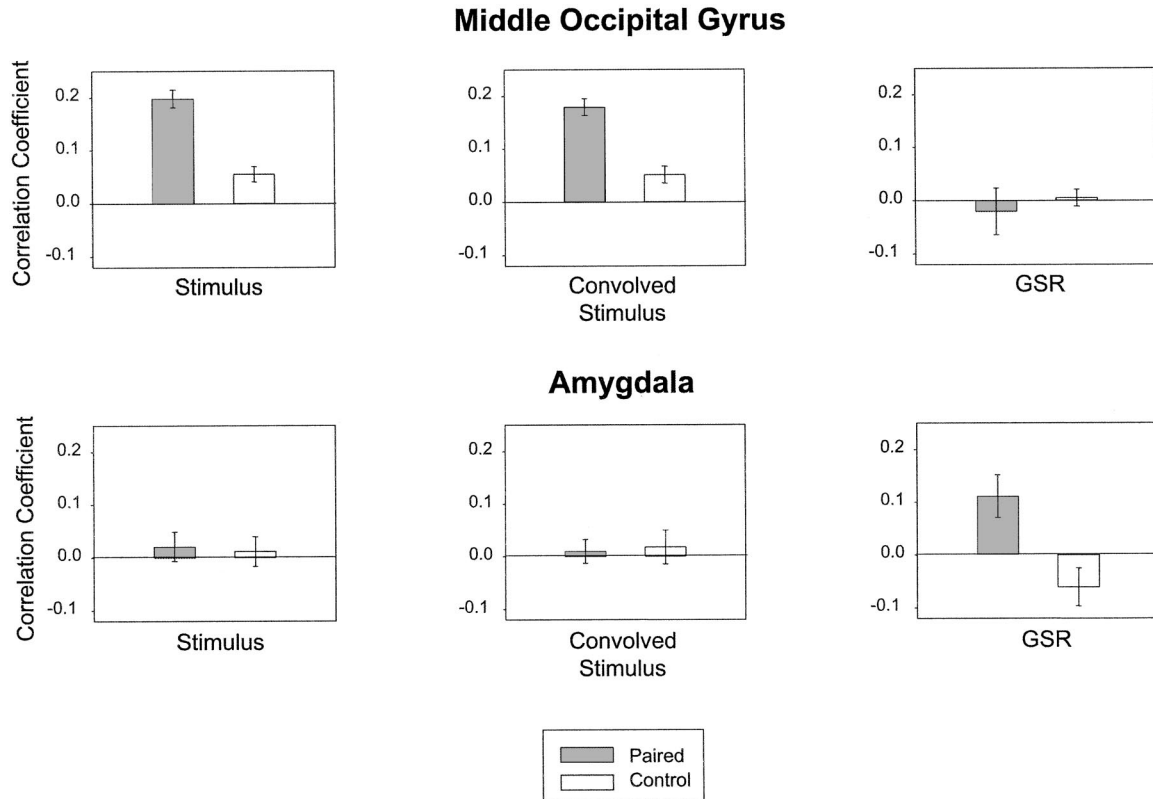 Middle Occipital Gyrus
Correlation Coefficient
0.2
0.1
0.0
-0.1
Stimulus
0.2
0.1
0.0
-0.1
Convolved
Stimulus
0.2
0.1
0.0
-0.1
GSR
Amygdala
Correlation Coefficient
0.2
0.1
0.0
-0.1
Stimulus
0.2
0.1
0.0
-0.1
Convolved
Stimulus
0.2
0.1
0.0
-0.1
GSR
Paired
Control